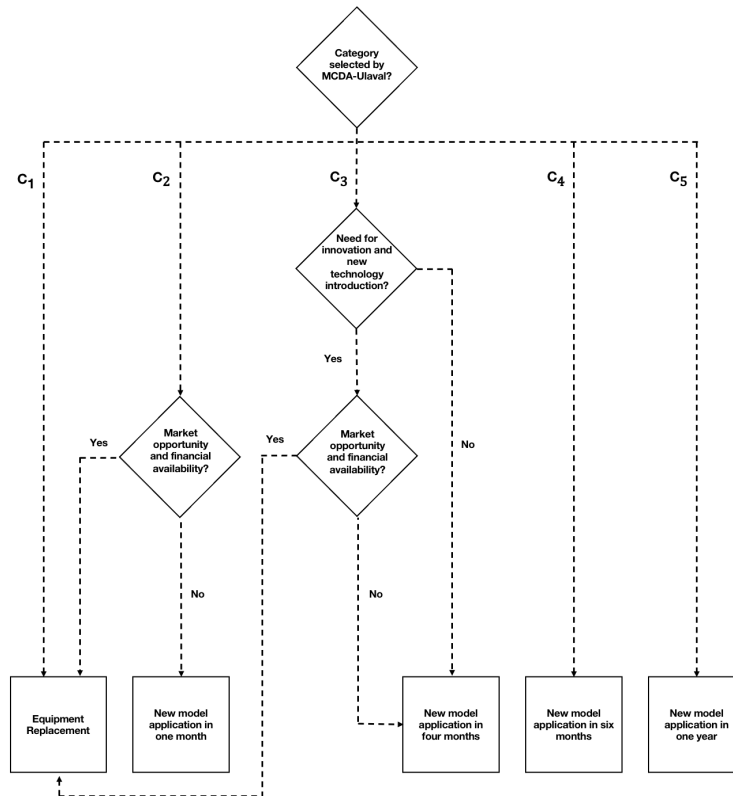 Category
selected by
MCDA-Ulaval?
C1
C2
C3
C4
C5
Need for
innovation and
new
technology
introduction?
Yes
Market
opportunity
and financial
availability?
Yes
Market
opportunity
and financial
availability?
Yes
No
No
No
Equipment
Replacement
New model
application in
one month
New model
application in
four months
New model
application in six
months
New model
application in
one year